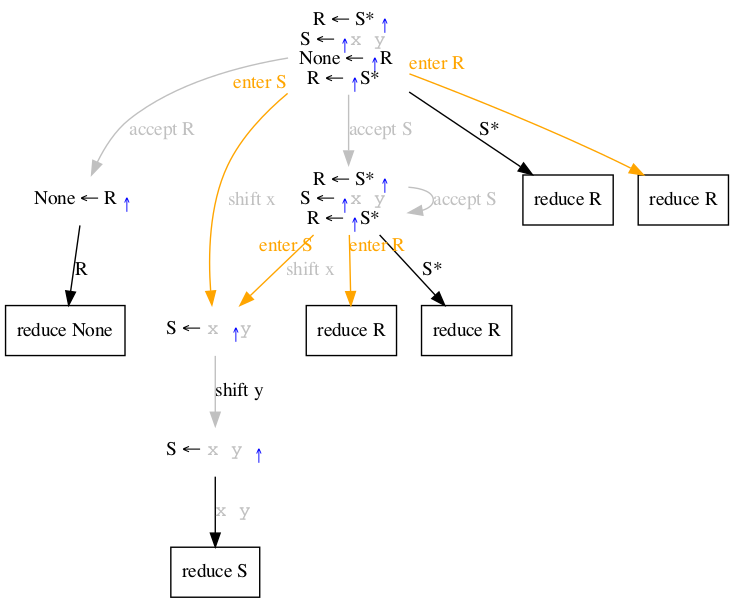 R ← S* ↑
S ← ↑ x y
None ← ↑ R
R ← ↑ S*
enter S
enter R
accept R
accept S
S*
None ← R ↑
shift x
R ← S* ↑
S ← ↑ x y
R ← ↑ S*
accept S
reduce R
reduce R
enter S
enter R
shift x
R
S*
reduce None
S ← x ↑ y
reduce R
reduce R
shift y
S ← x y ↑
x y
reduce S